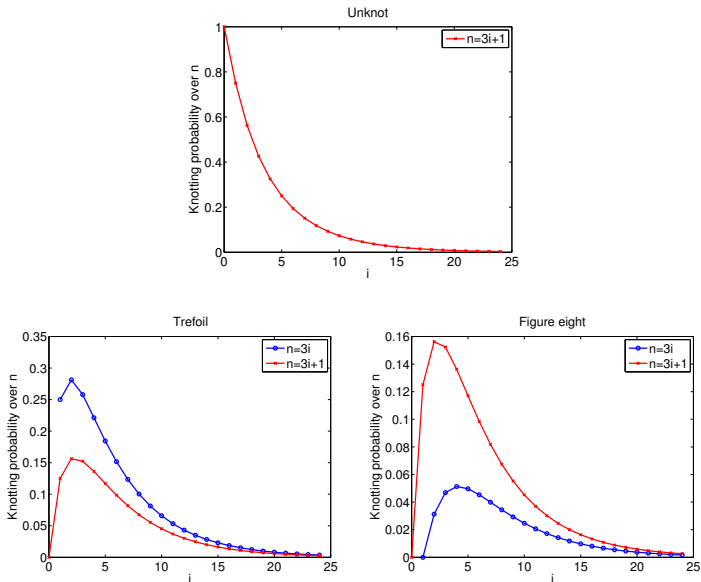 Unknot
n=3i+1
Knotting probability over n
1
0.8
0.6
0.4
0.2
0
0 5 10 15 20 25
i
Trefoil
n=3i
n=3i+1
Knotting probability over n
0.35
0.3
0.25
0.2
0.15
0.1
0.05
0
0 5 10 15 20 25
i
Figure eight
n=3i
n=3i+1
Knotting probability over n
0.16
0.14
0.12
0.1
0.08
0.06
0.04
0.02
0
0 5 10 15 20 25
i